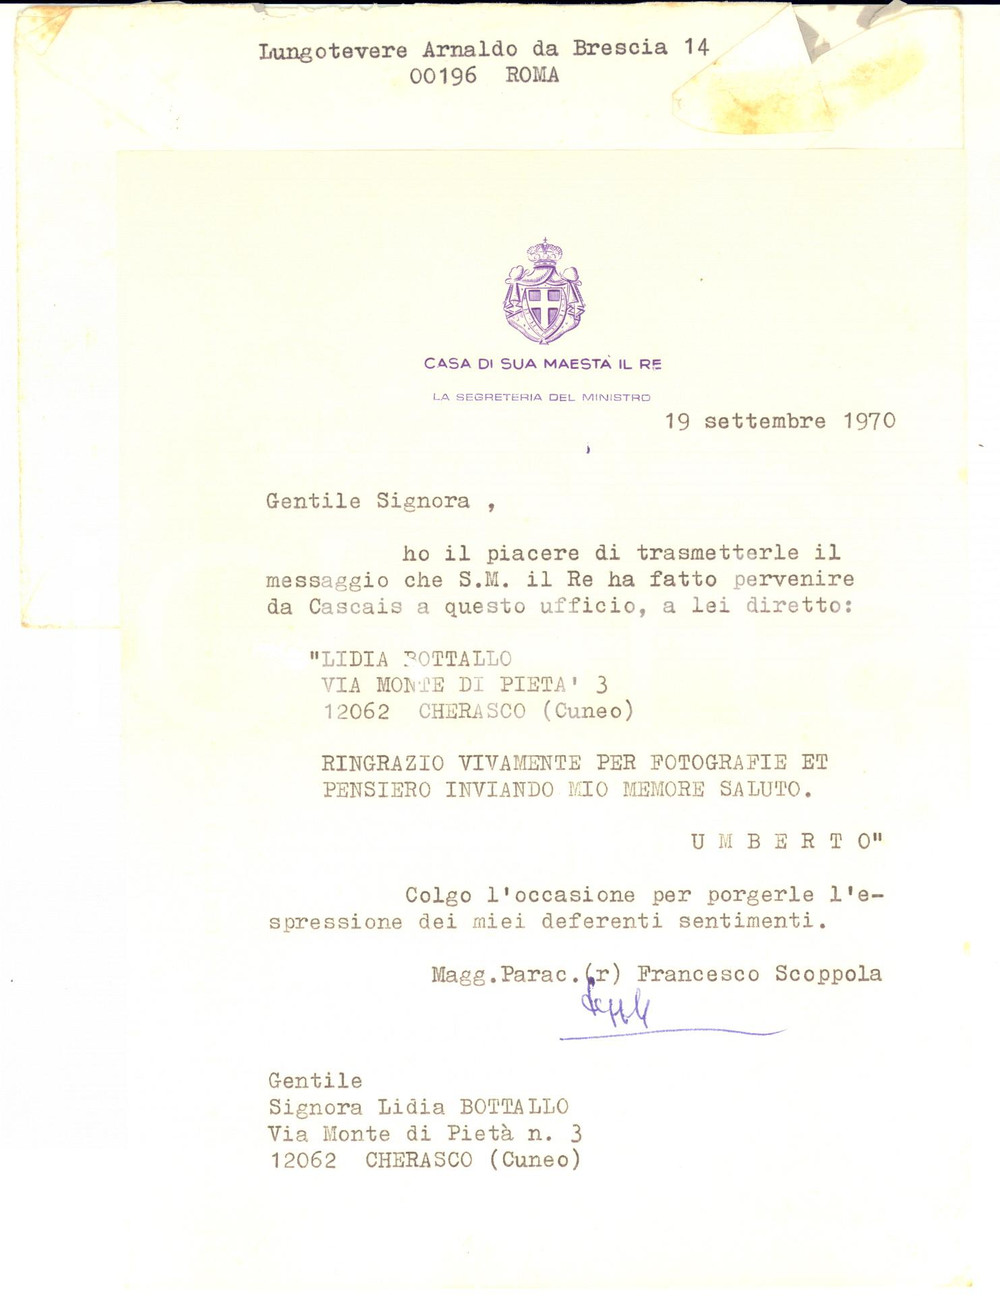 Lungotevere Arnaldo da Brescia 14
00196 ROMA
CASA DI SUA MAESTA' IL RE
LA SEGRETERIA DEL MINISTRO
19 settembre 1970
Gentile Signora ,
ho il piacere di trasmetterle il
messaggio che S.M. il Re ha fatto pervenire
da Cascais a questo ufficio, a lei diretto:
"LIDIA BOTTALLO
VIA MONTE DI PIETA' 3
12062 CHERASCO (Cuneo)
RINGRAZIO VIVAMENTE PER FOTOGRAFIE ET
PENSIERO INVIANDO MIO MEMORE SALUTO.
U M B E R T O"
Colgo l'occasione per porgerle l'e-
spressione dei miei deferenti sentimenti.
Magg.Parac.(r) Francesco Scoppola
Gentile
Signora Lidia BOTTALLO
Via Monte di Pietà n. 3
12062 CHERASCO (Cuneo)